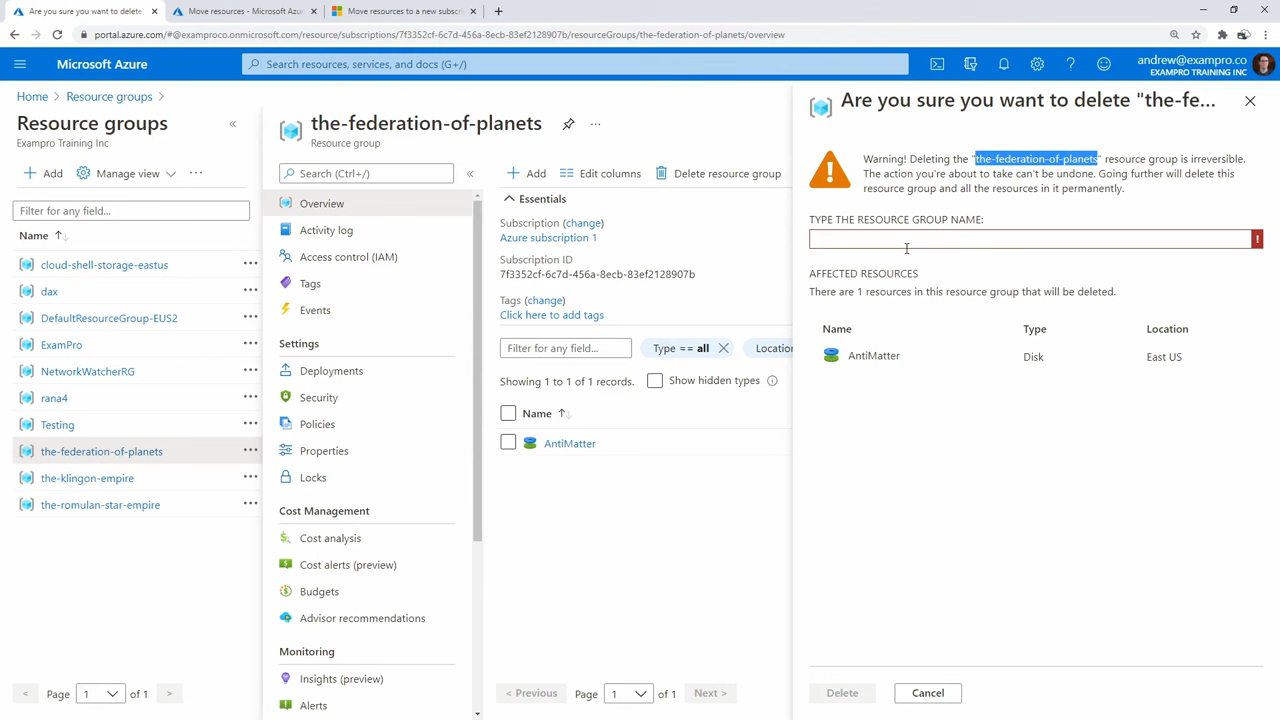 Are you sure you want to delete
Move resources - Microsoft Azu
Move resources to a new subscri
portal.azure.com/#@examproco.onmicrosoft.com/resource/subscriptions/7f3352cf-6c7d-456a-8ecb-83ef2128907b/resourceGroups/the-federation-of-planets/overview
Microsoft Azure
Search resources, services, and docs (G+/)
andrew@exampro.co
EXAMPRO TRAINING INC
Home > Resource groups >
Resource groups
Exampro Training Inc
«
+ Add
Manage view
...
Filter for any field...
Name ↑↓
cloud-shell-storage-eastus ...
dax ...
DefaultResourceGroup-EUS2 ...
ExamPro ...
NetworkWatcherRG ...
rana4 ...
Testing ...
the-federation-of-planets ...
the-klingon-empire ...
the-romulan-star-empire ...
< Page 1 of 1 >
the-federation-of-planets
...
Resource group
Search (Ctrl+/)
«
Overview
Activity log
Access control (IAM)
Tags
Events
Settings
Deployments
Security
Policies
Properties
Locks
Cost Management
Cost analysis
Cost alerts (preview)
Budgets
Advisor recommendations
Monitoring
Insights (preview)
Alerts
+ Add
Edit columns
Delete resource group
Essentials
Subscription (change)
Azure subscription 1
Subscription ID
7f3352cf-6c7d-456a-8ecb-83ef2128907b
Tags (change)
Click here to add tags
Filter for any field...
Type == all
Location
Showing 1 to 1 of 1 records.
Show hidden types
Name ↑↓
AntiMatter
< Previous
Page 1 of 1
Next >
Are you sure you want to delete "the-fe...
Warning! Deleting the "the-federation-of-planets" resource group is irreversible.
The action you're about to take can't be undone. Going further will delete this
resource group and all the resources in it permanently.
TYPE THE RESOURCE GROUP NAME:
!
AFFECTED RESOURCES
There are 1 resources in this resource group that will be deleted.
Name Type Location
AntiMatter Disk East US
Delete
Cancel